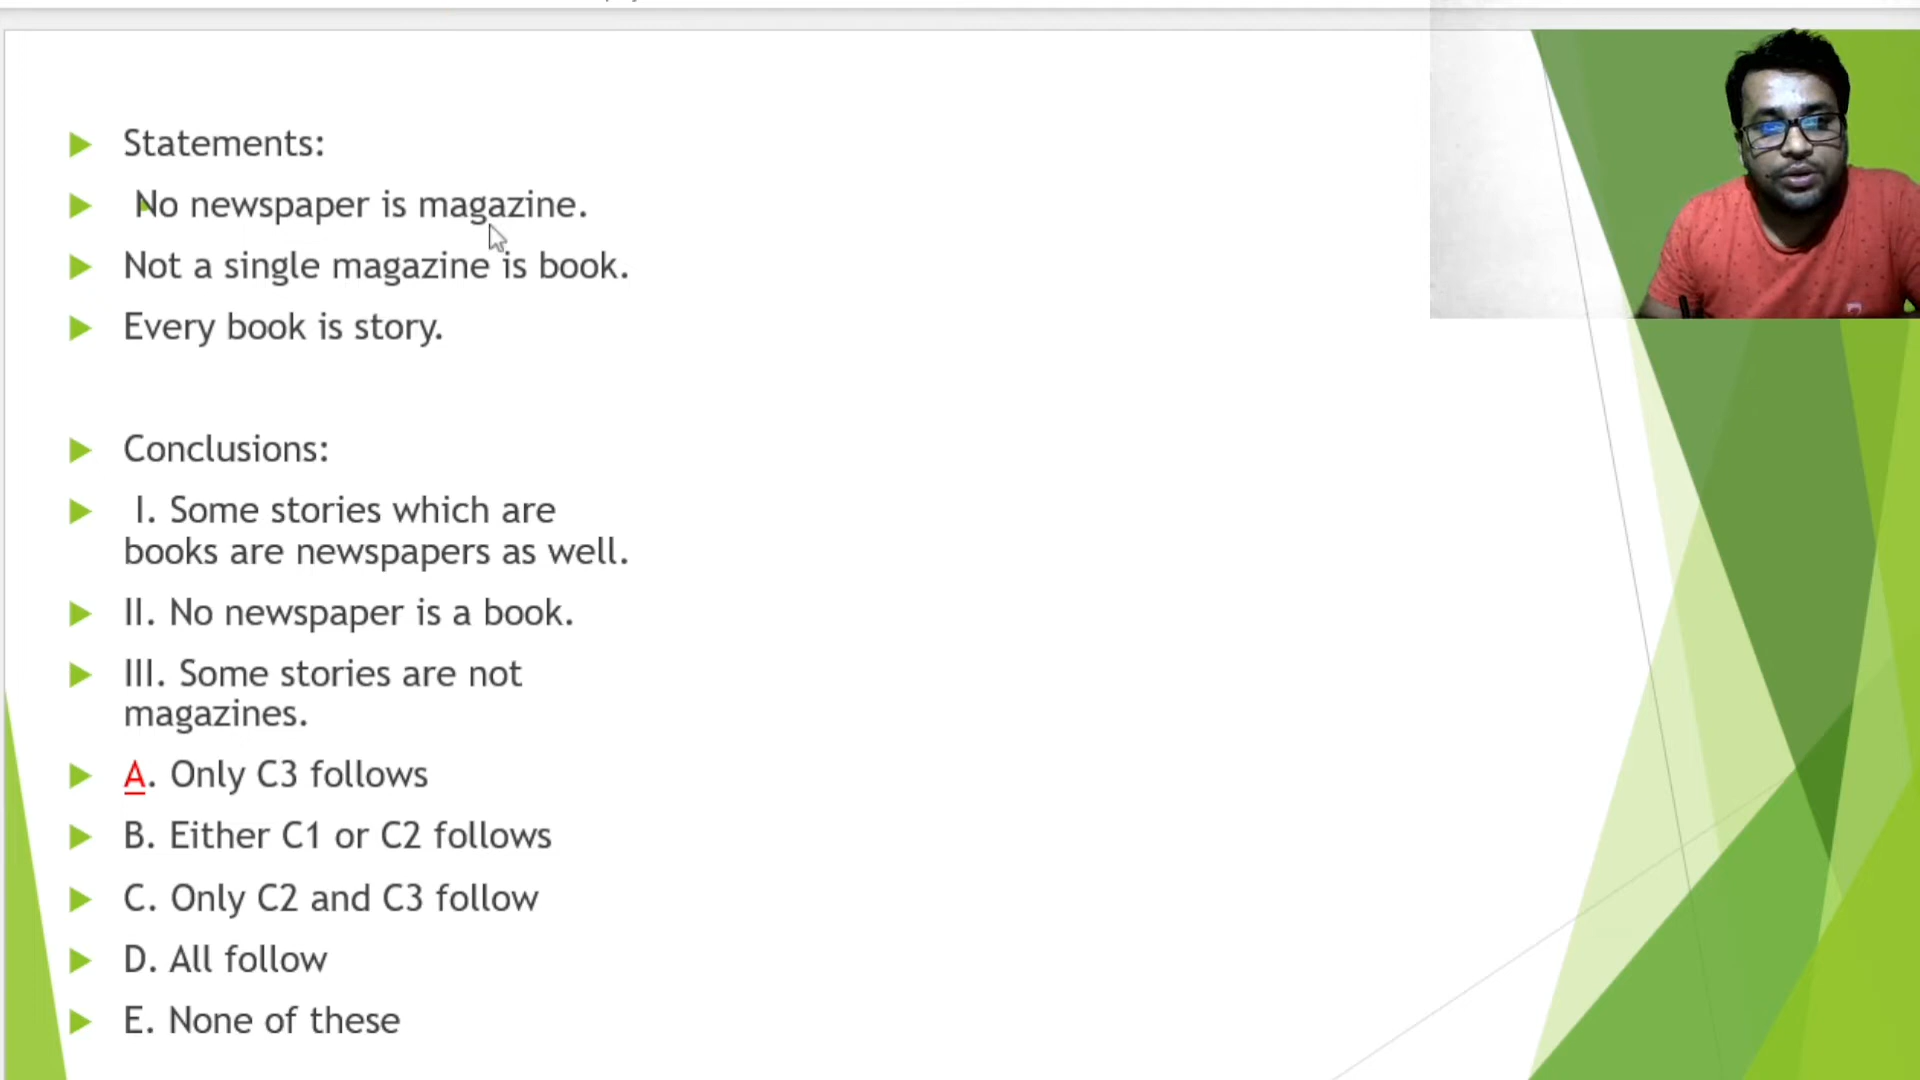 Statements:
No newspaper is magazine.
Not a single magazine is book.
Every book is story.
Conclusions:
I. Some stories which are
books are newspapers as well.
II. No newspaper is a book.
III. Some stories are not
magazines.
A. Only C3 follows
B. Either C1 or C2 follows
C. Only C2 and C3 follow
D. All follow
E. None of these